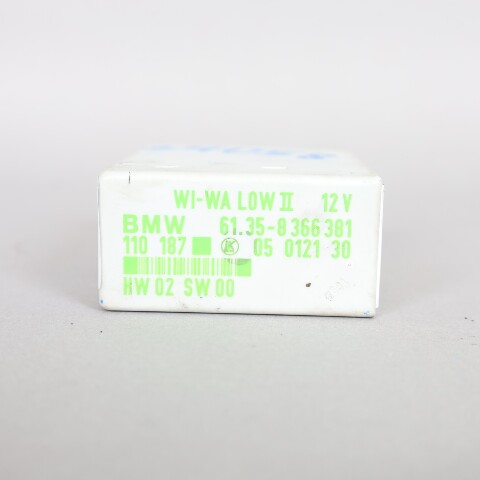 WI-WA LOW II 12 V
BMW 61.35-8 366 381
110 187 05 0121 30
HW 02 SW 00